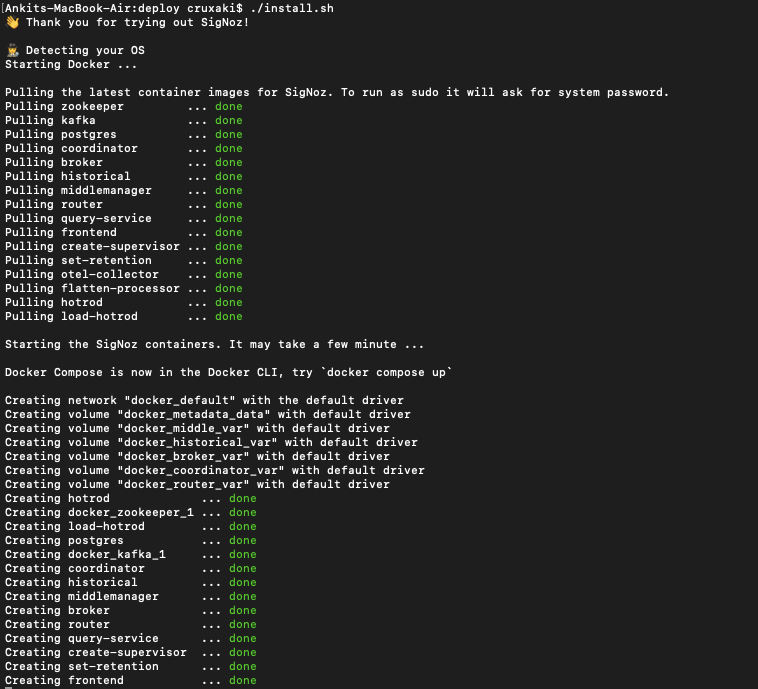 [Ankits-MacBook-Air:deploy cruxaki$ ./install.sh
👋 Thank you for trying out SigNoz!

🕵️ Detecting your OS
Starting Docker ...

Pulling the latest container images for SigNoz. To run as sudo it will ask for system password.
Pulling zookeeper         ... done
Pulling kafka             ... done
Pulling postgres          ... done
Pulling coordinator       ... done
Pulling broker            ... done
Pulling historical        ... done
Pulling middlemanager     ... done
Pulling router            ... done
Pulling query-service     ... done
Pulling frontend          ... done
Pulling create-supervisor ... done
Pulling set-retention     ... done
Pulling otel-collector    ... done
Pulling flatten-processor ... done
Pulling hotrod            ... done
Pulling load-hotrod       ... done

Starting the SigNoz containers. It may take a few minute ...

Docker Compose is now in the Docker CLI, try `docker compose up`

Creating network "docker_default" with the default driver
Creating volume "docker_metadata_data" with default driver
Creating volume "docker_middle_var" with default driver
Creating volume "docker_historical_var" with default driver
Creating volume "docker_broker_var" with default driver
Creating volume "docker_coordinator_var" with default driver
Creating volume "docker_router_var" with default driver
Creating hotrod             ... done
Creating docker_zookeeper_1 ... done
Creating load-hotrod        ... done
Creating postgres           ... done
Creating docker_kafka_1     ... done
Creating coordinator        ... done
Creating historical         ... done
Creating middlemanager      ... done
Creating broker             ... done
Creating router             ... done
Creating query-service      ... done
Creating create-supervisor  ... done
Creating set-retention      ... done
Creating frontend           ... done